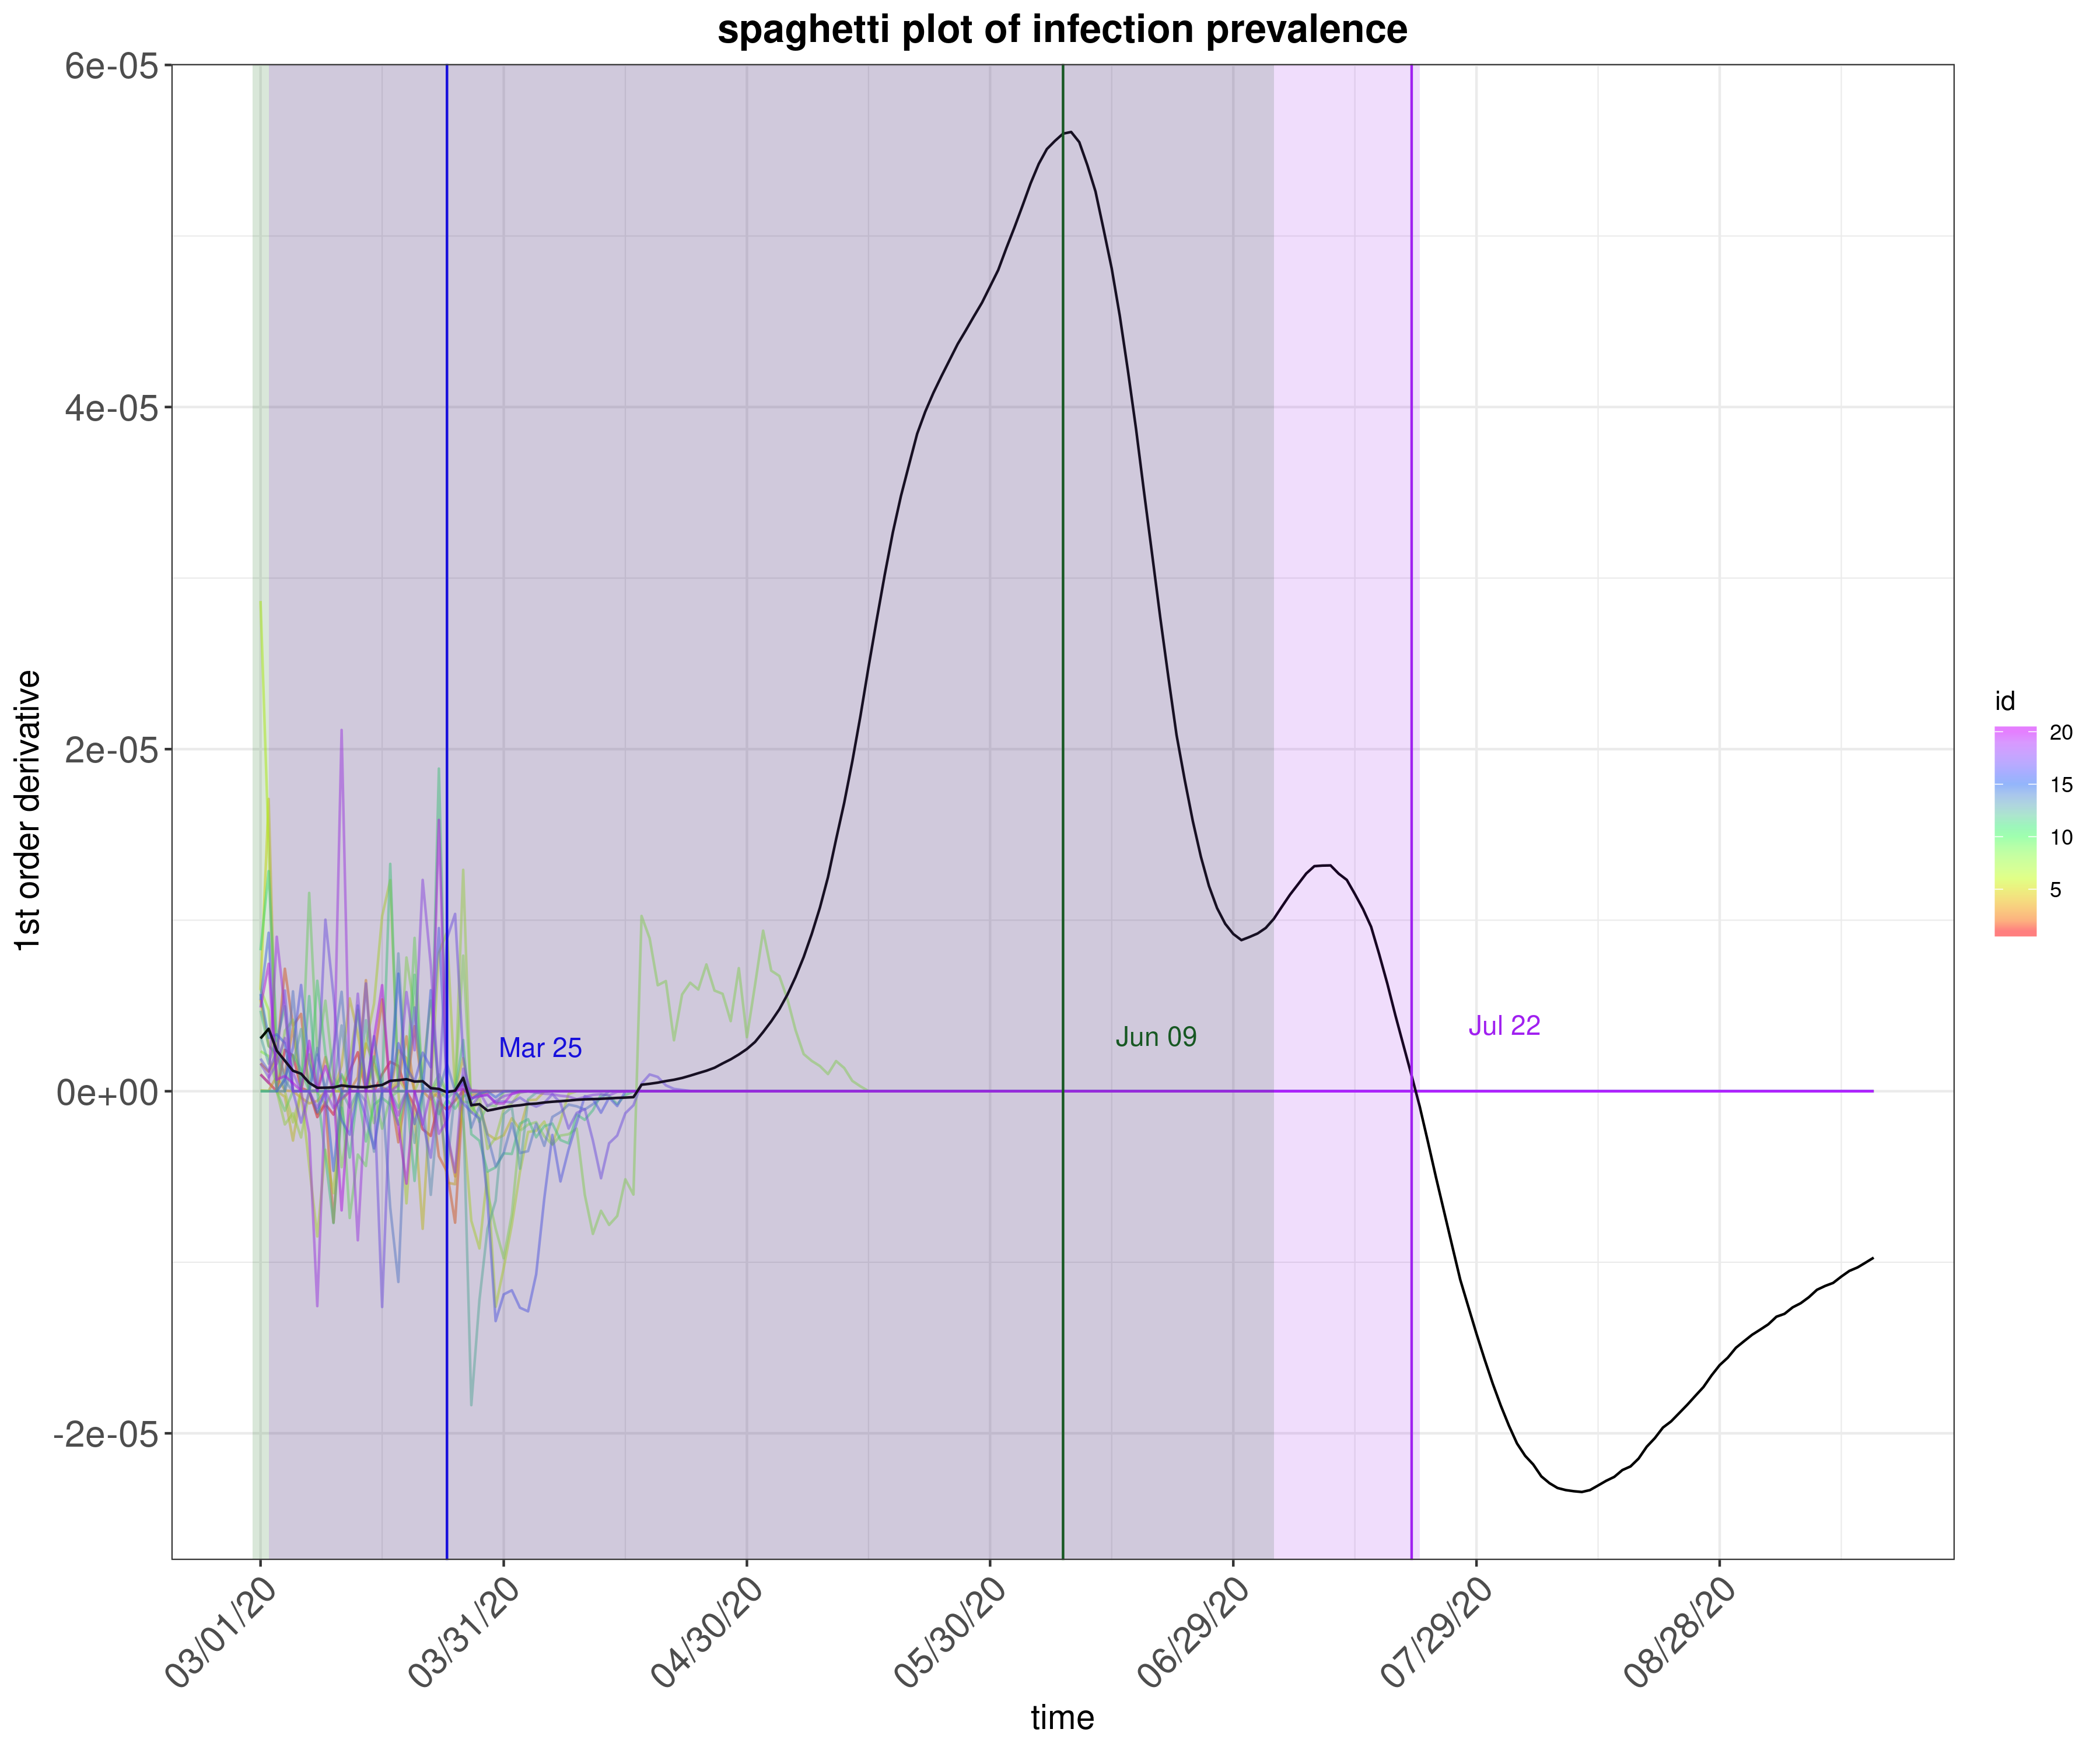 spaghetti plot of infection prevalence
6e-05
4e-05
2e-05
0e+00
-2e-05
1st order derivative
Mar 25
Jun 09
Jul 22
id
20
15
10
5
03/01/20
03/31/20
04/30/20
05/30/20
06/29/20
07/29/20
08/28/20
time